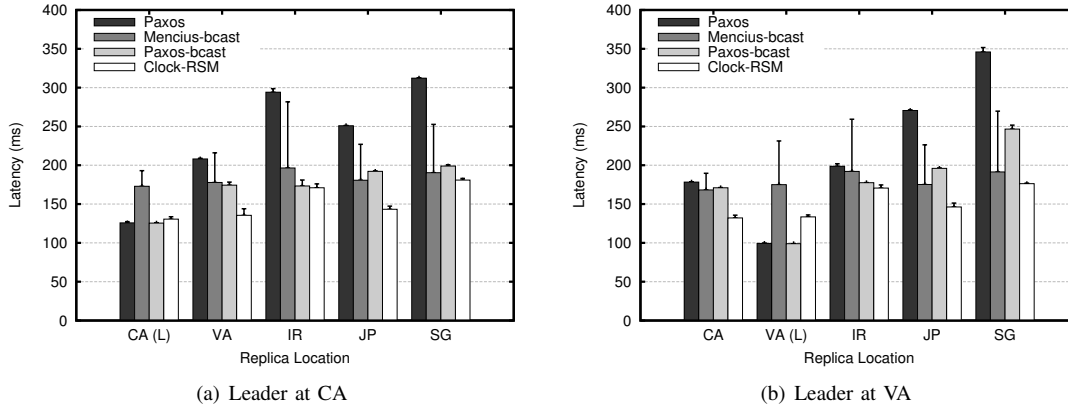 400
350
300
250
200
150
100
50
0
Latency (ms)
Paxos
Mencius-bcast
Paxos-bcast
Clock-RSM
CA (L) VA IR JP SG
Replica Location
(a) Leader at CA
400
350
300
250
200
150
100
50
0
Latency (ms)
Paxos
Mencius-bcast
Paxos-bcast
Clock-RSM
CA VA (L) IR JP SG
Replica Location
(b) Leader at VA